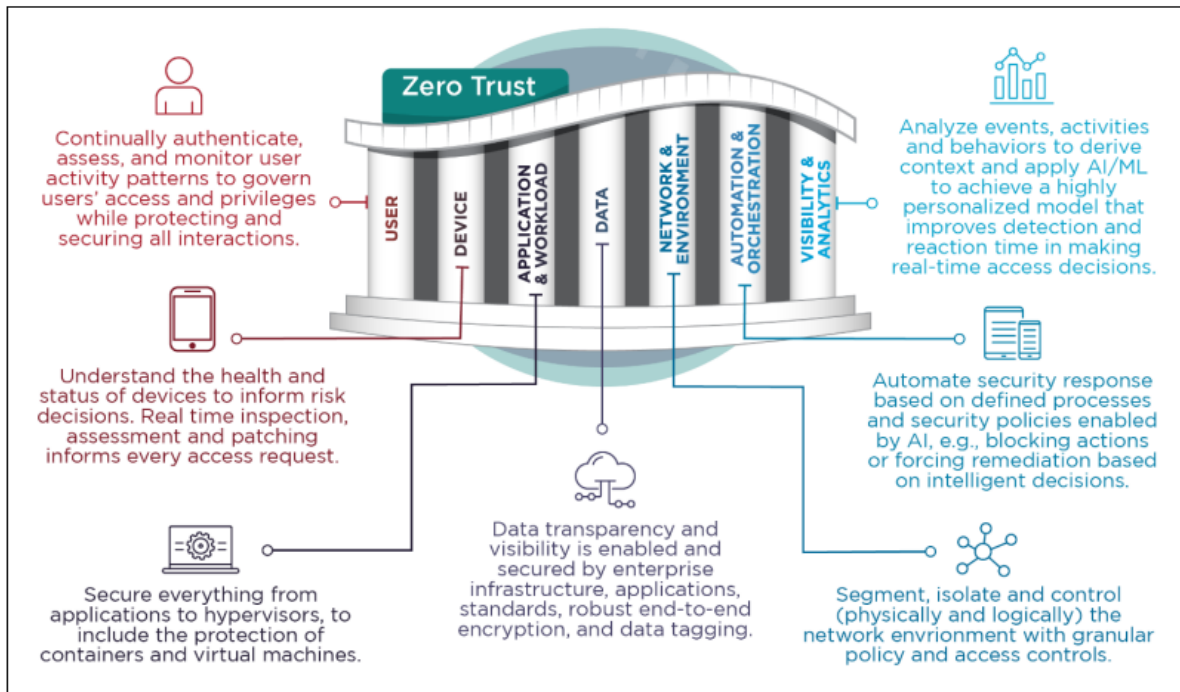 Zero Trust
USER
DEVICE
APPLICATION
& WORKLOAD
DATA
NETWORK &
ENVIRONMENT
AUTOMATION &
ORCHESTRATION
VISIBILITY &
ANALYTICS
Continually authenticate,
assess, and monitor user
activity patterns to govern
users' access and privileges
while protecting and
securing all interactions.
Analyze events, activities
and behaviors to derive
context and apply AI/ML
to achieve a highly
personalized model that
improves detection and
reaction time in making
real-time access decisions.
Understand the health and
status of devices to inform risk
decisions. Real time inspection,
assessment and patching
informs every access request.
Automate security response
based on defined processes
and security policies enabled
by AI, e.g., blocking actions
or forcing remediation based
on intelligent decisions.
Secure everything from
applications to hypervisors, to
include the protection of
containers and virtual machines.
Data transparency and
visibility is enabled and
secured by enterprise
infrastructure, applications,
standards, robust end-to-end
encryption, and data tagging.
Segment, isolate and control
(physically and logically) the
network envrionment with granular
policy and access controls.